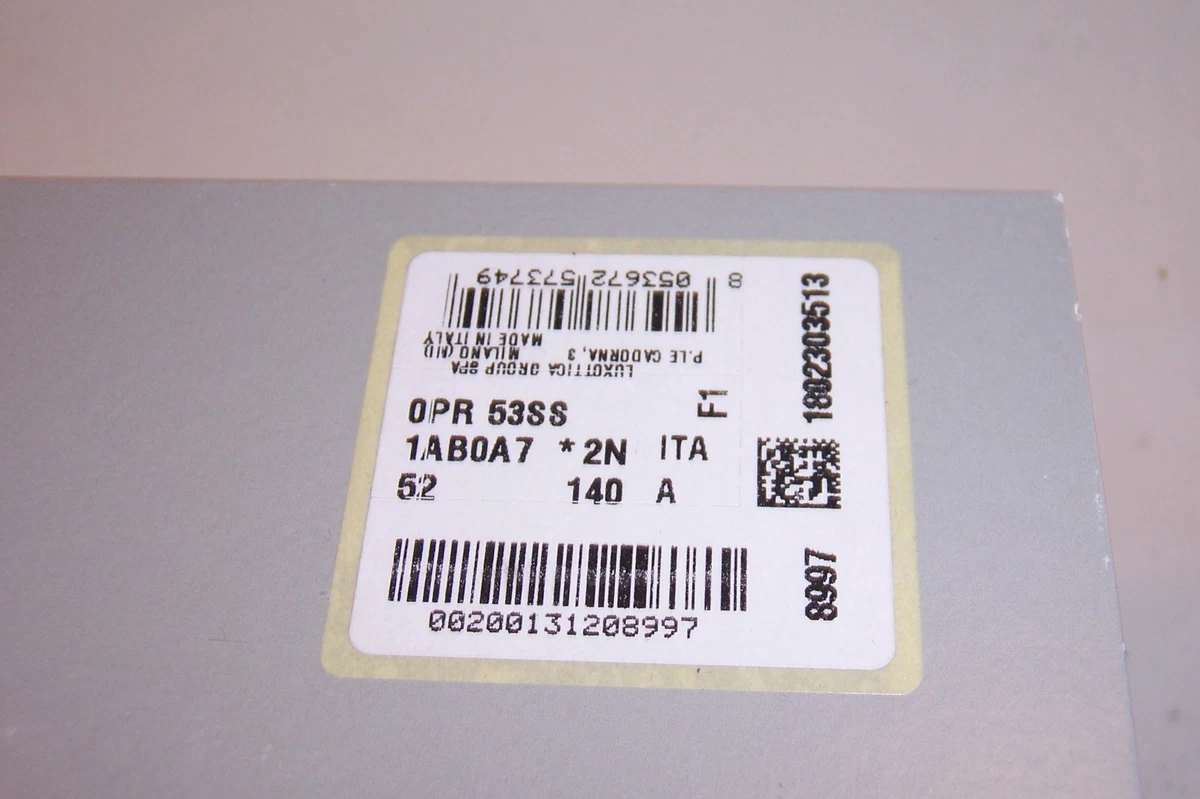 8 053672 573749
P.LE CADORNA, 3 MILANO (MI)
MADE IN ITALY
LUXOTTICA GROUP SPA
0PR 53SS
F1
1AB0A7 * 2N ITA
52 140 A
00200131208997
1802303513
8997